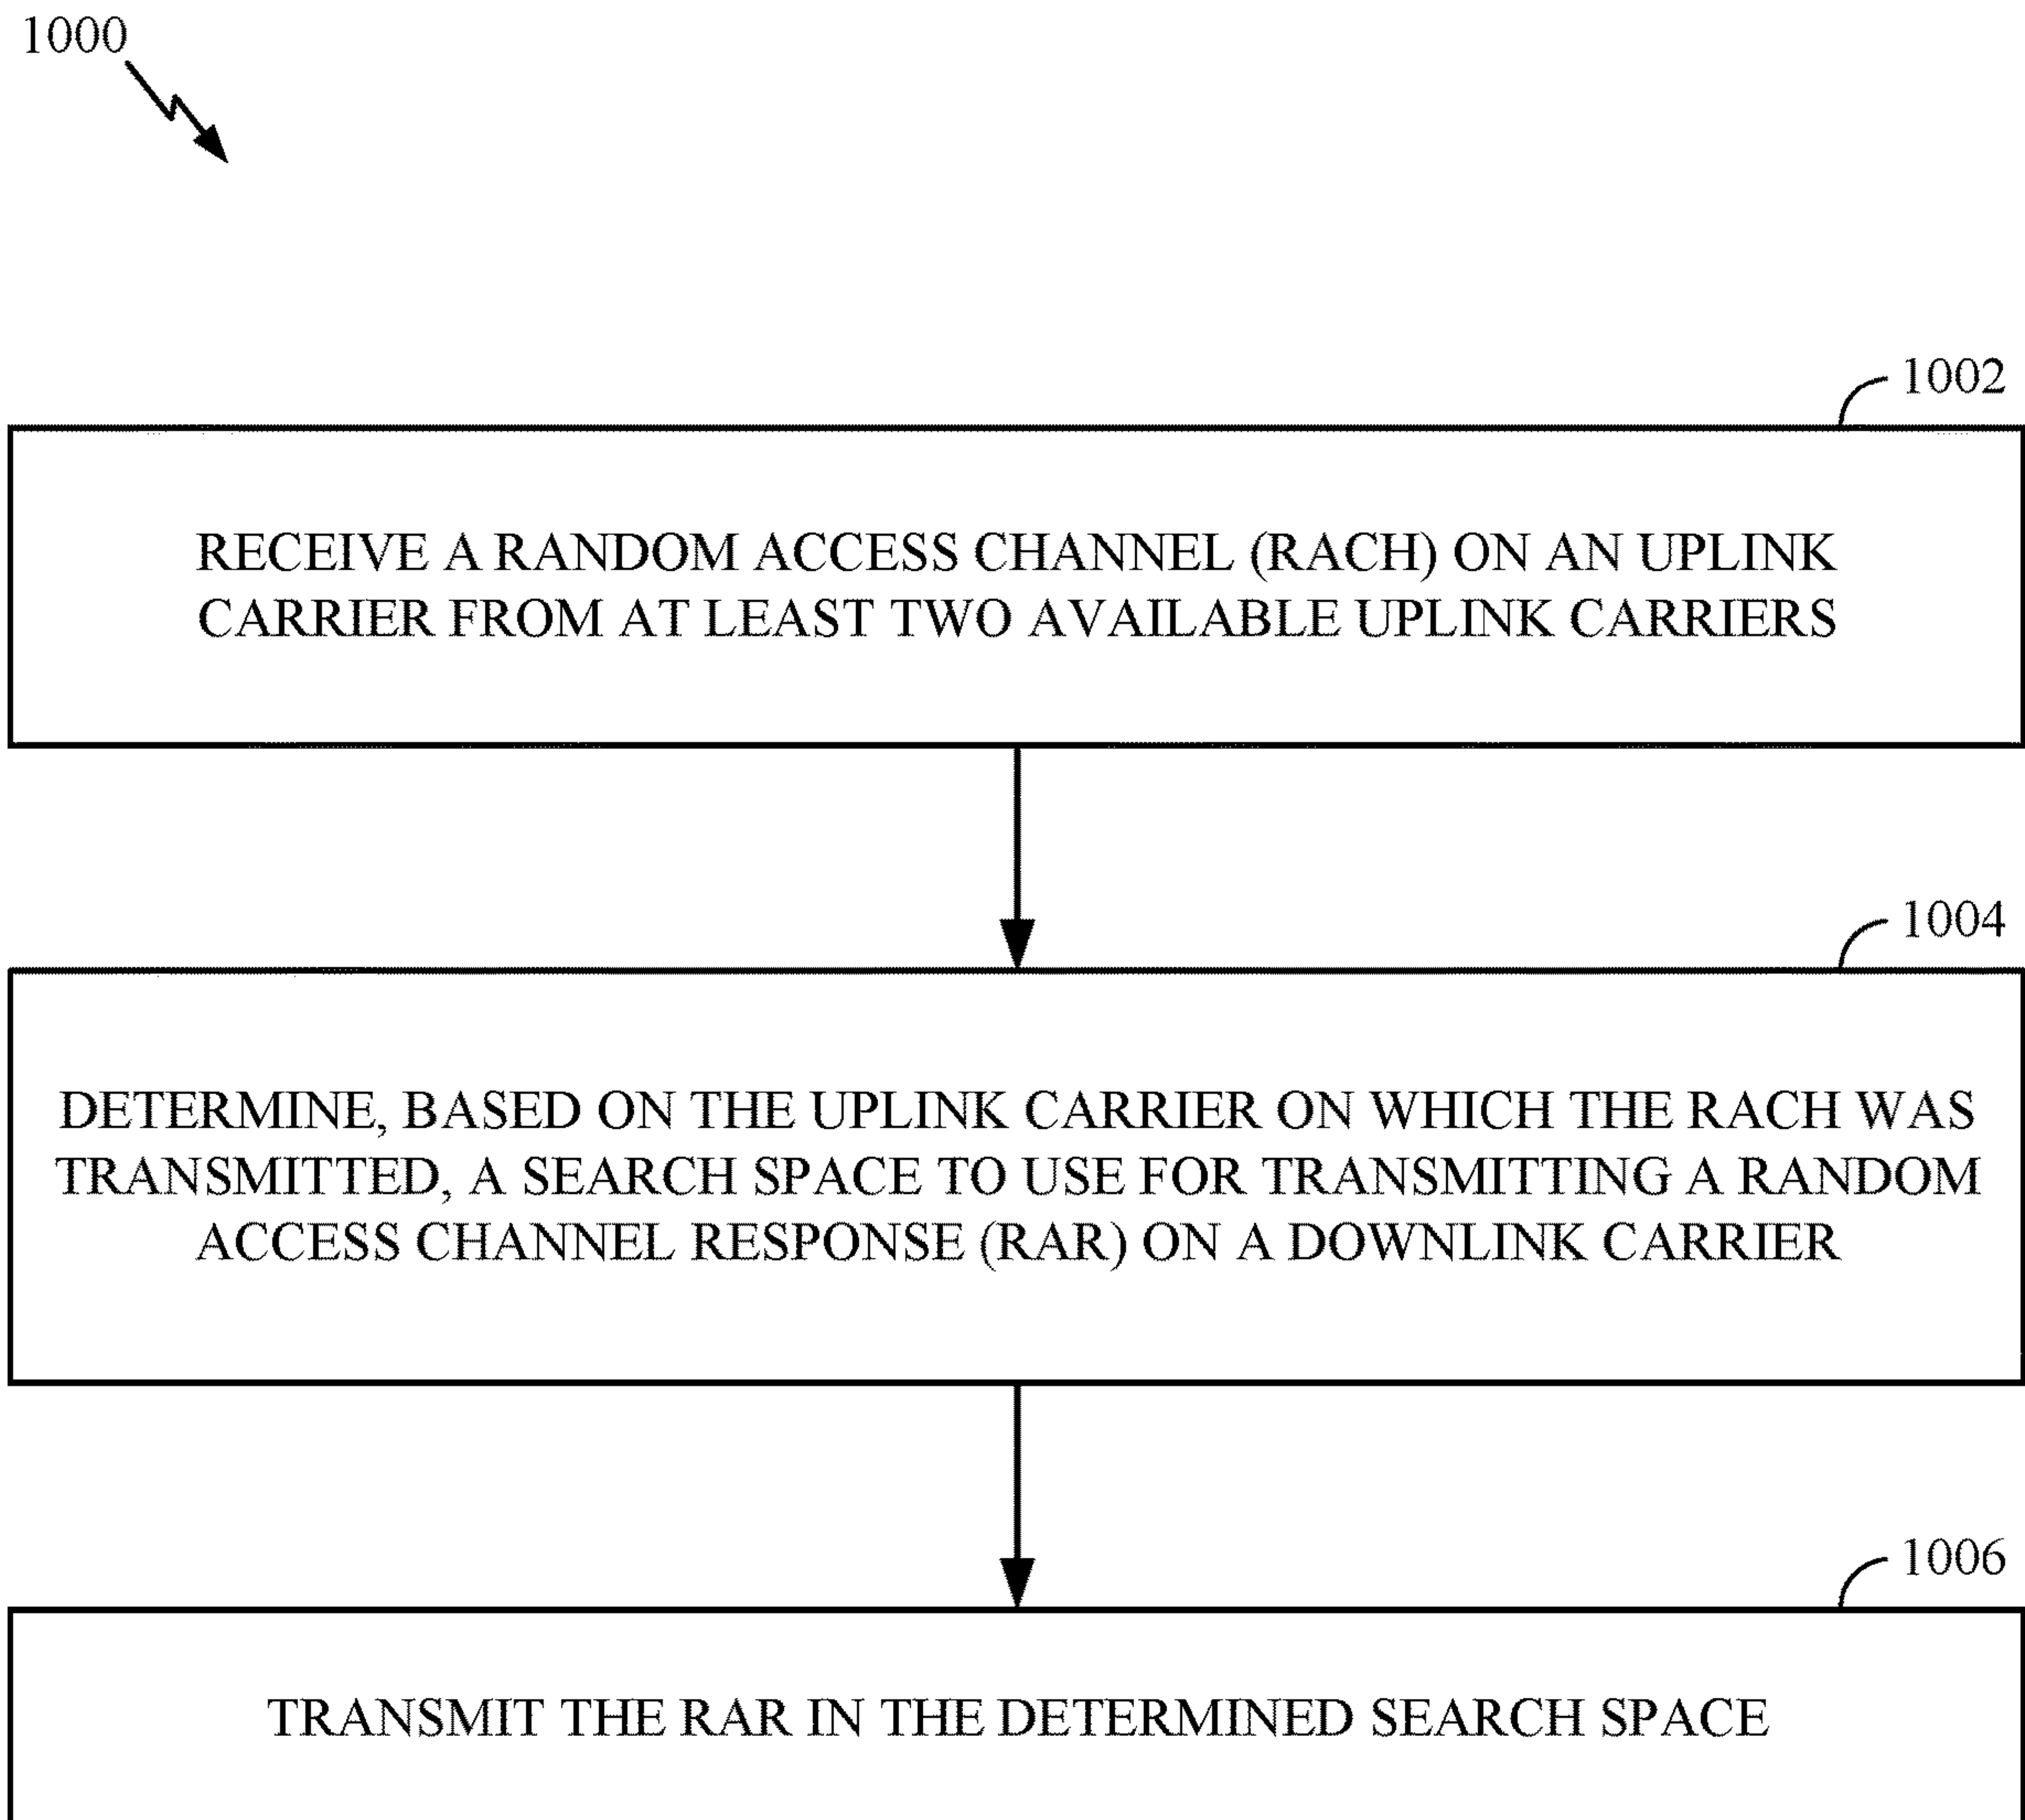 1000
1002
RECEIVE A RANDOM ACCESS CHANNEL (RACH) ON AN UPLINK
CARRIER FROM AT LEAST TWO AVAILABLE UPLINK CARRIERS
1004
DETERMINE, BASED ON THE UPLINK CARRIER ON WHICH THE RACH WAS
TRANSMITTED, A SEARCH SPACE TO USE FOR TRANSMITTING A RANDOM
ACCESS CHANNEL RESPONSE (RAR) ON A DOWNLINK CARRIER
1006
TRANSMIT THE RAR IN THE DETERMINED SEARCH SPACE